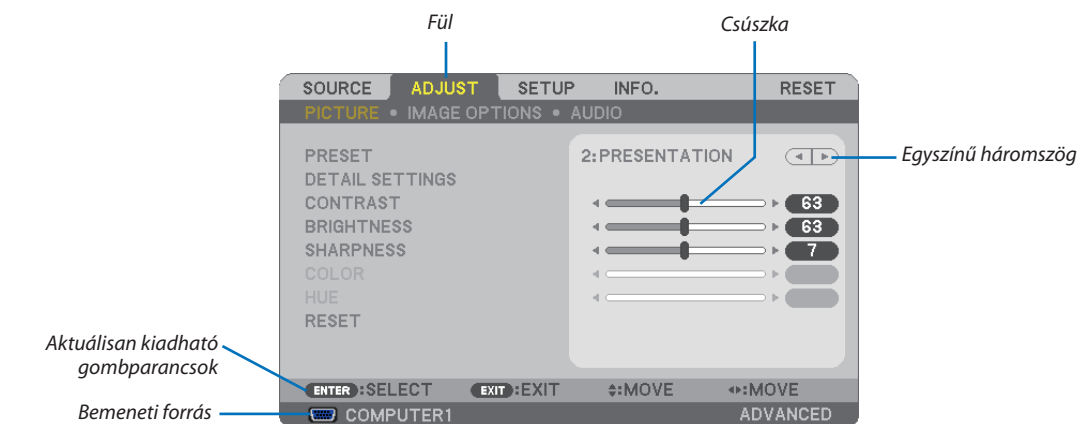 Fül
Csúszka
SOURCE ADJUST SETUP INFO. RESET
PICTURE • IMAGE OPTIONS • AUDIO
PRESET 2:PRESENTATION
Egyszínű háromszög
DETAIL SETTINGS
CONTRAST 63
BRIGHTNESS 63
SHARPNESS 7
COLOR
HUE
RESET
Aktuálisan kiadható
gombparancsok
ENTER :SELECT EXIT :EXIT :MOVE :MOVE
Bemeneti forrás
COMPUTER1 ADVANCED